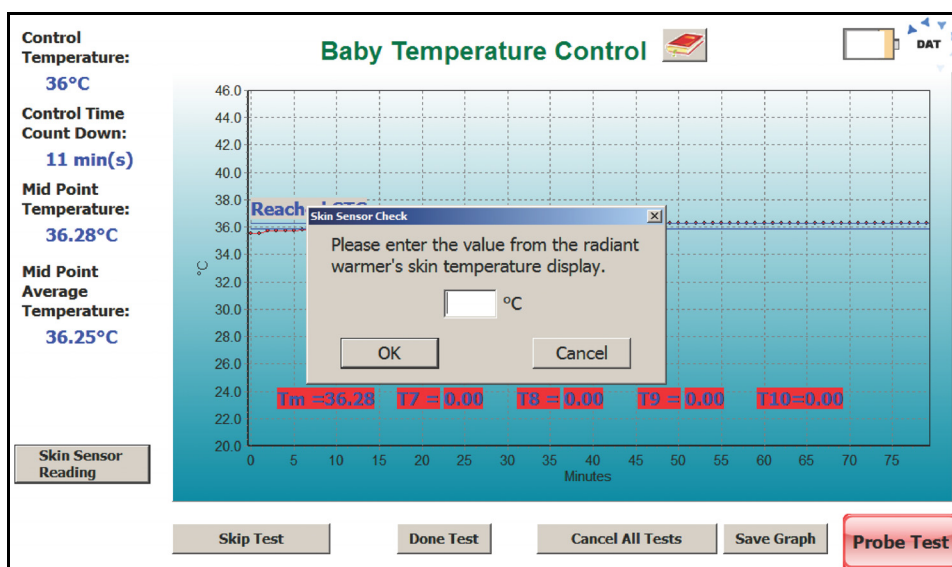 Control
Temperature:
36°C
Control Time
Count Down:
11 min(s)
Mid Point
Temperature:
36.28°C
Mid Point
Average
Temperature:
36.25°C
Skin Sensor
Reading
Baby Temperature Control
DAT
46.0
44.0
42.0
40.0
38.0
36.0
34.0
32.0
30.0
28.0
26.0
24.0
22.0
20.0
°C
Reach
Skin Sensor Check
Please enter the value from the radiant
warmer's skin temperature display.
°C
OK Cancel
Tm =36.28 T7 = 0.00 T8 = 0.00 T9 = 0.00 T10=0.00
0 5 10 15 20 25 30 35 40 45 50 55 60 65 70 75
Minutes
Skip Test Done Test Cancel All Tests Save Graph Probe Test